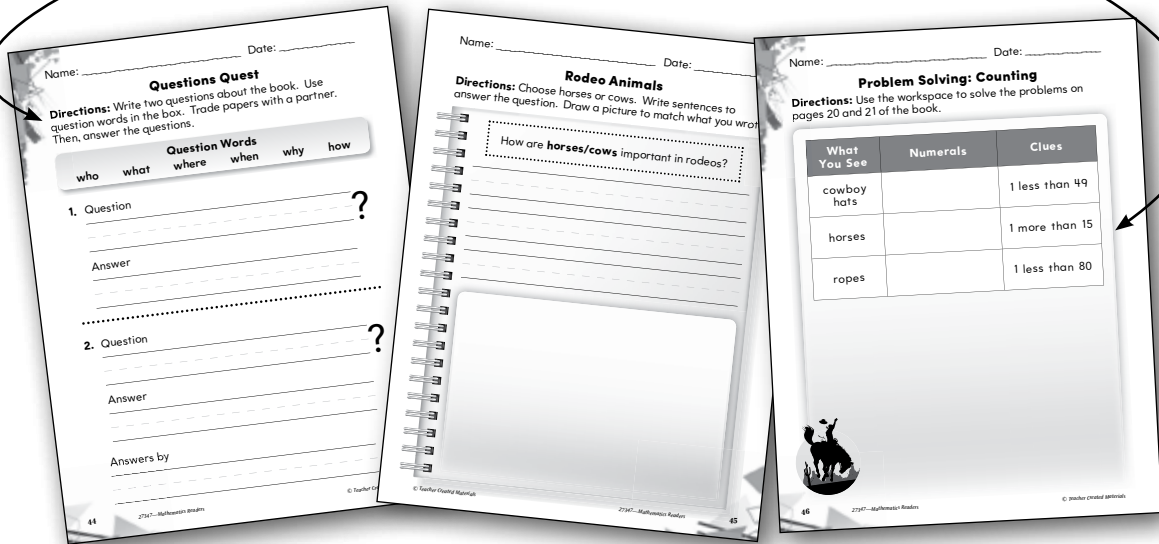 Name: Date:
Questions Quest
Directions: Write two questions about the book. Use
question words in the box. Trade papers with a partner.
Then, answer the questions.
Question Words
who what where when why how
1. Question
?
Answer
2. Question
?
Answer
Answers by
© Teacher
44 27347—Mathematics Readers
Name: Date:
Rodeo Animals
Directions: Choose horses or cows. Write sentences to
answer the question. Draw a picture to match what you
How are horses/cows important in rodeos?
© Teacher Created Materials
27347—Mathematics Readers 45
Name: Date:
Problem Solving: Counting
Directions: Use the workspace to solve the problems on
pages 20 and 21 of the book.
What
You See
Numerals
Clues
cowboy
hats
1 less than 49
horses 1 more than 15
ropes 1 less than 80
© Teacher Created Materials
46 27347—Mathematics Readers